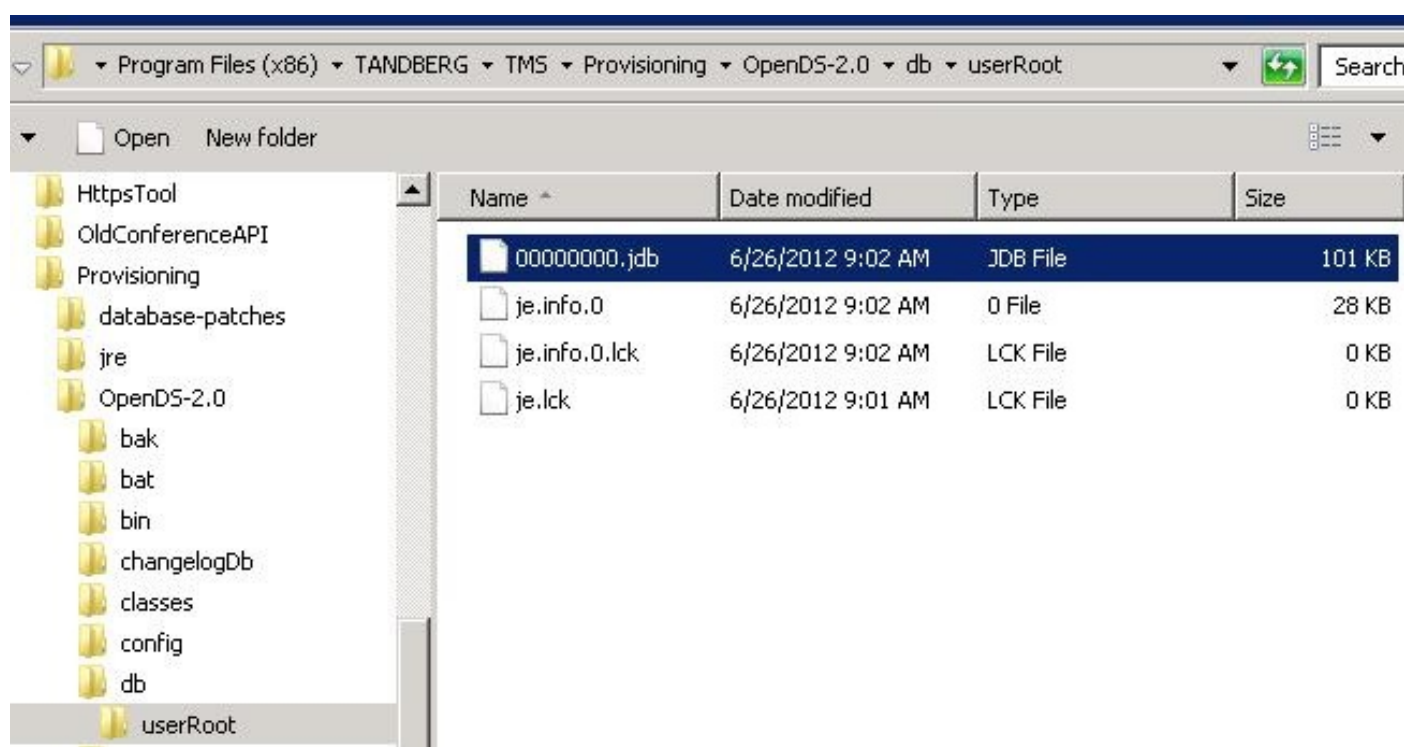 Program Files (x86) TANDBERG TMS Provisioning OpenDS-2.0 db userRoot Search
Open New folder
HttpsTool
OldConferenceAPI
Provisioning
database-patches
jre
OpenDS-2.0
bak
bat
bin
changelogDb
classes
config
db
userRoot
Name Date modified Type Size
00000000.jdb 6/26/2012 9:02 AM JDB File 101 KB
je.info.0 6/26/2012 9:02 AM 0 File 28 KB
je.info.0.lck 6/26/2012 9:02 AM LCK File 0 KB
je.lck 6/26/2012 9:01 AM LCK File 0 KB